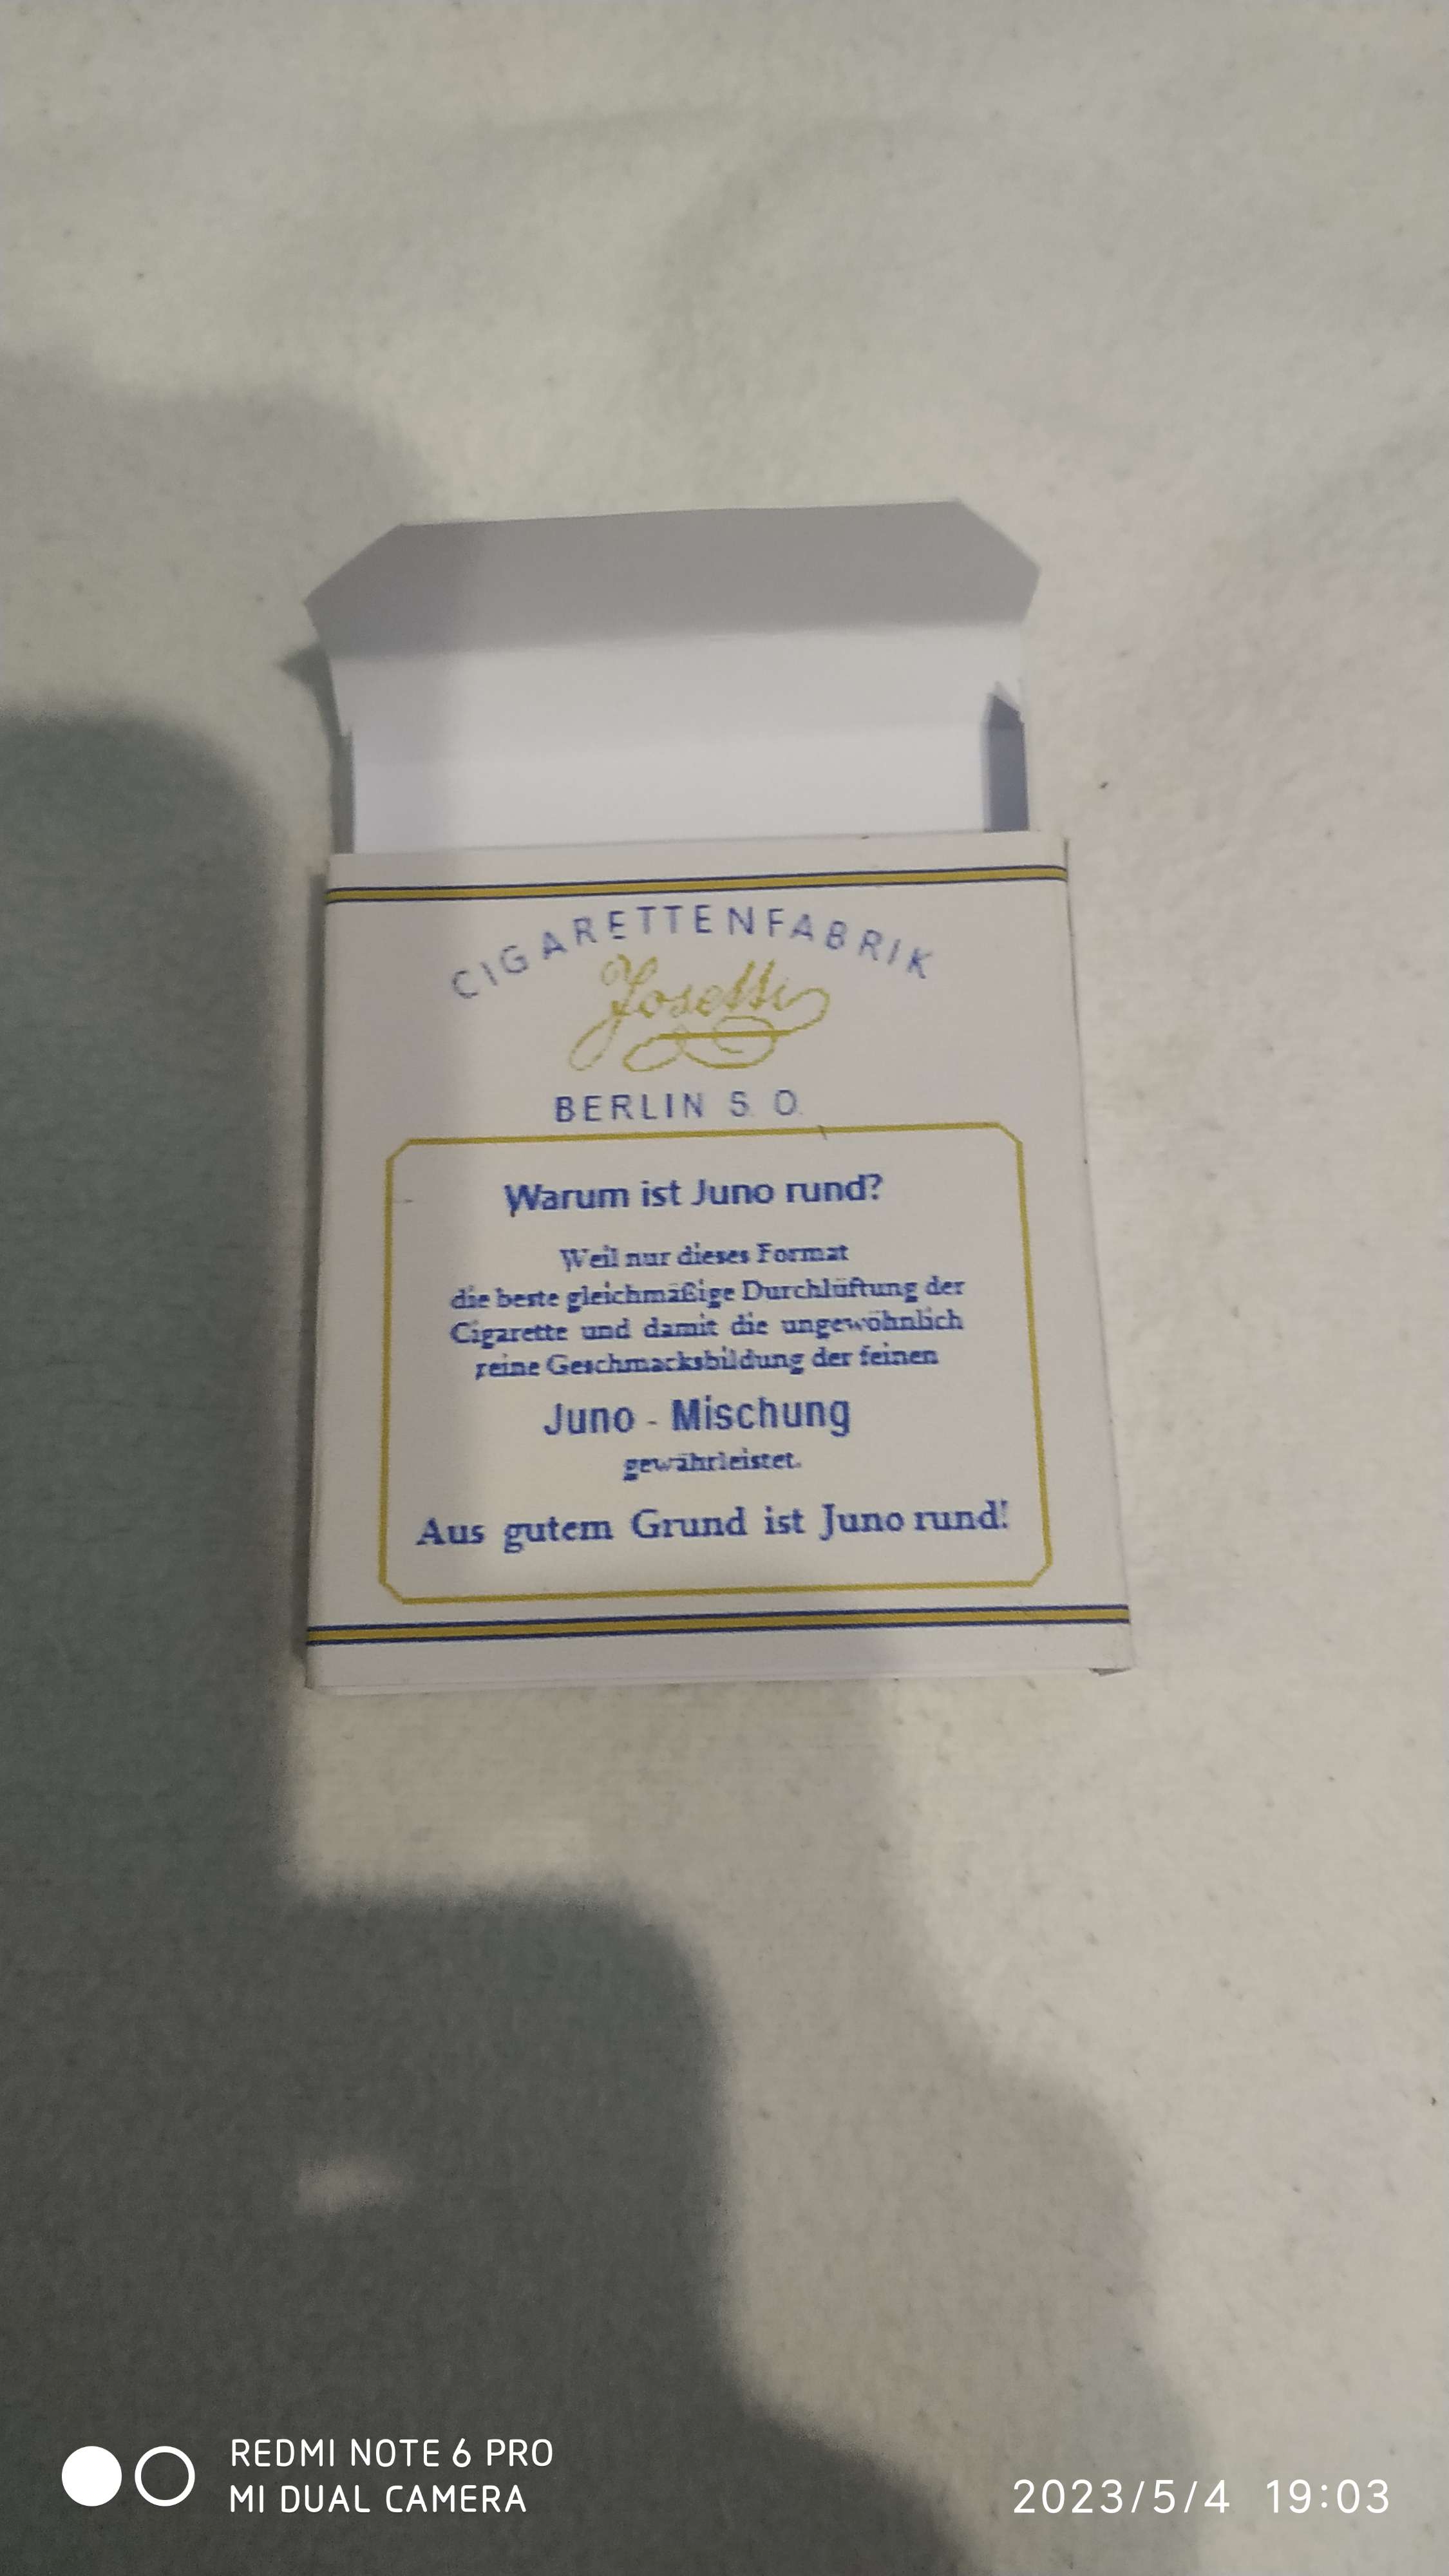 CIGARETTENFABRIK
Josetti
BERLIN S. O.
Warum ist Juno rund?
Weil nur dieses Format
die beste gleichmäßige Durchlüftung der
Cigarette und damit die ungewöhnlich
reine Geschmacksbildung der feinen
Juno - Mischung
gewährleistet.
Aus gutem Grund ist Juno rund!
REDMI NOTE 6 PRO
MI DUAL CAMERA
2023/5/4 19:03